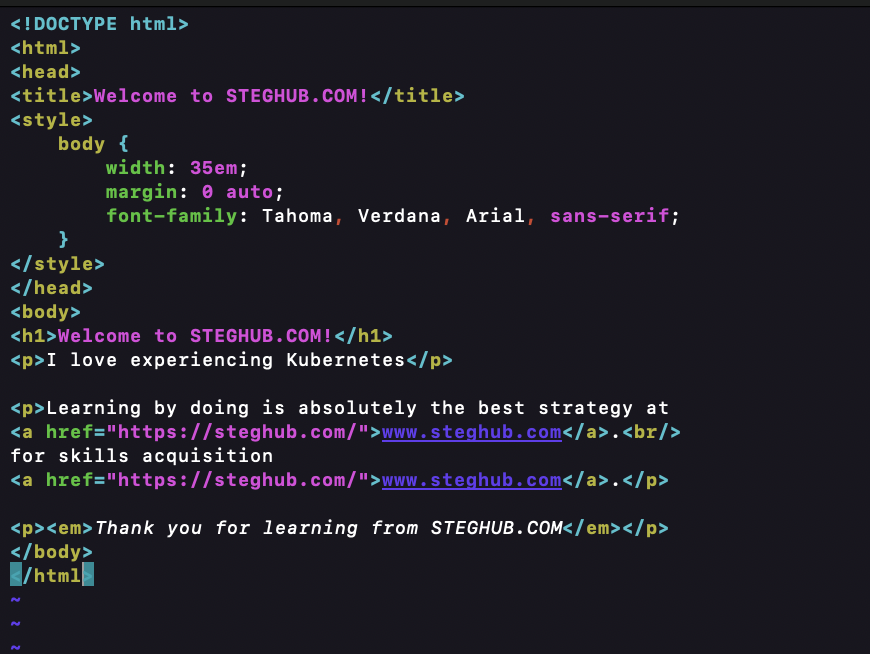 <!DOCTYPE html>
<html>
<head>
<title>Welcome to STEGHUB.COM!</title>
<style>
    body {
        width: 35em;
        margin: 0 auto;
        font-family: Tahoma, Verdana, Arial, sans-serif;
    }
</style>
</head>
<body>
<h1>Welcome to STEGHUB.COM!</h1>
<p>I love experiencing Kubernetes</p>

<p>Learning by doing is absolutely the best strategy at
<a href="https://steghub.com/">www.steghub.com</a>.<br/>
for skills acquisition
<a href="https://steghub.com/">www.steghub.com</a>.</p>

<p><em>Thank you for learning from STEGHUB.COM</em></p>
</body>
</html>
~
~
~